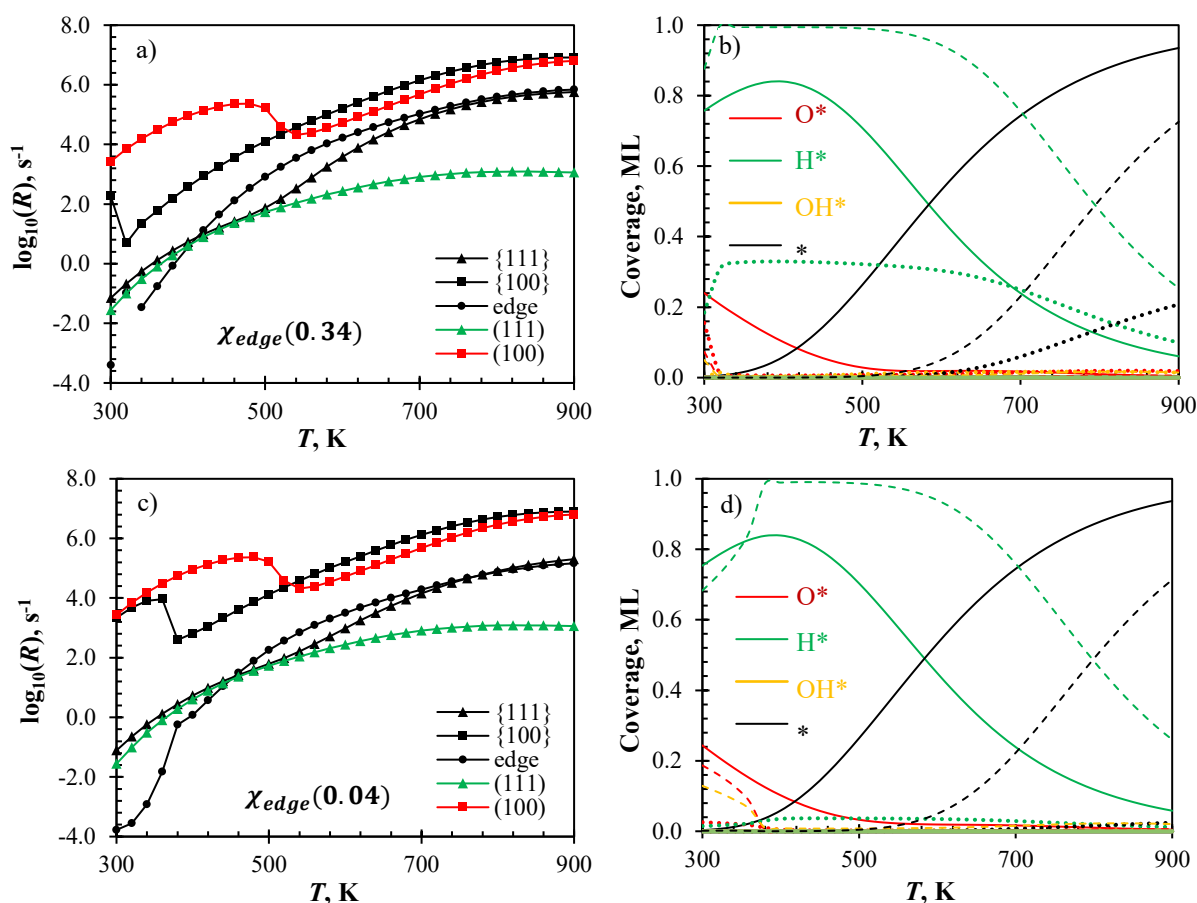 a)
log₁₀(R), s⁻¹
8.0
6.0
4.0
2.0
0.0
-2.0
-4.0
300
500
700
900
T, K
{111}
{100}
edge
(111)
(100)
χedge(0.34)
b)
Coverage, ML
1.0
0.8
0.6
0.4
0.2
0.0
300
500
700
900
T, K
O*
H*
OH*
*
c)
log₁₀(R), s⁻¹
8.0
6.0
4.0
2.0
0.0
-2.0
-4.0
300
500
700
900
T, K
{111}
{100}
edge
(111)
(100)
χedge(0.04)
d)
Coverage, ML
1.0
0.8
0.6
0.4
0.2
0.0
300
500
700
900
T, K
O*
H*
OH*
*